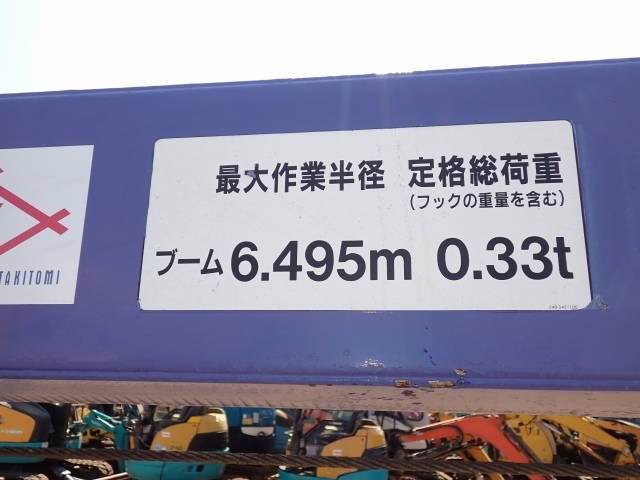 最大作業半径 定格総荷重
(フックの重量を含む)
ブーム 6.495m 0.33t
TAKITOMI